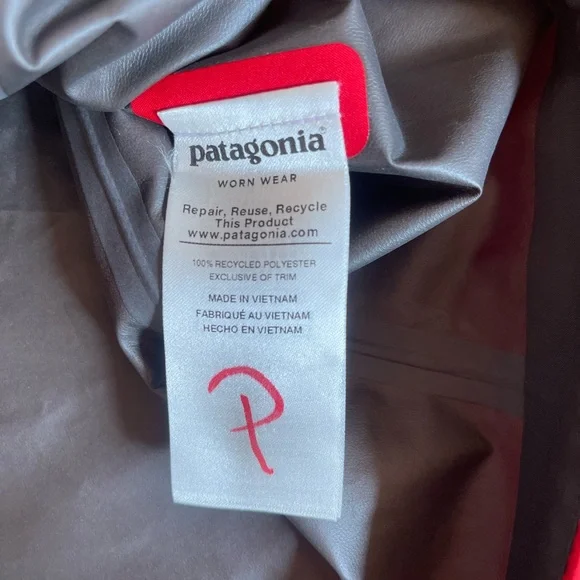 patagonia®
WORN WEAR
Repair, Reuse, Recycle
This Product
www.patagonia.com
100% RECYCLED POLYESTER
EXCLUSIVE OF TRIM
MADE IN VIETNAM
FABRIQUÉ AU VIETNAM
HECHO EN VIETNAM
P